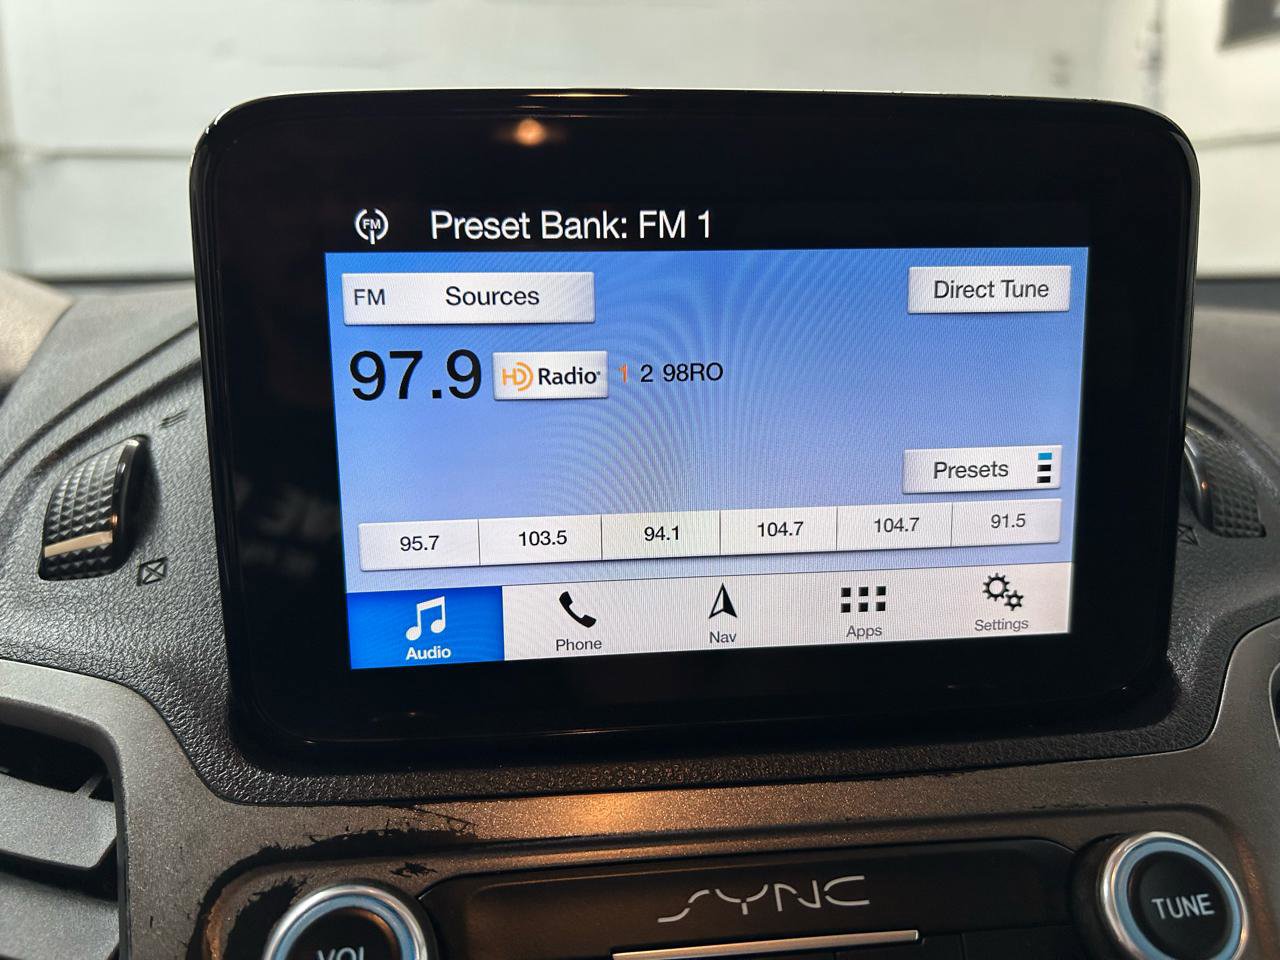 FM Preset Bank: FM 1
FM Sources Direct Tune
97.9 HD Radio 1 2 98RO
Presets
95.7 103.5 94.1 104.7 104.7 91.5
Audio Phone Nav Apps Settings
SYNC
VOL TUNE